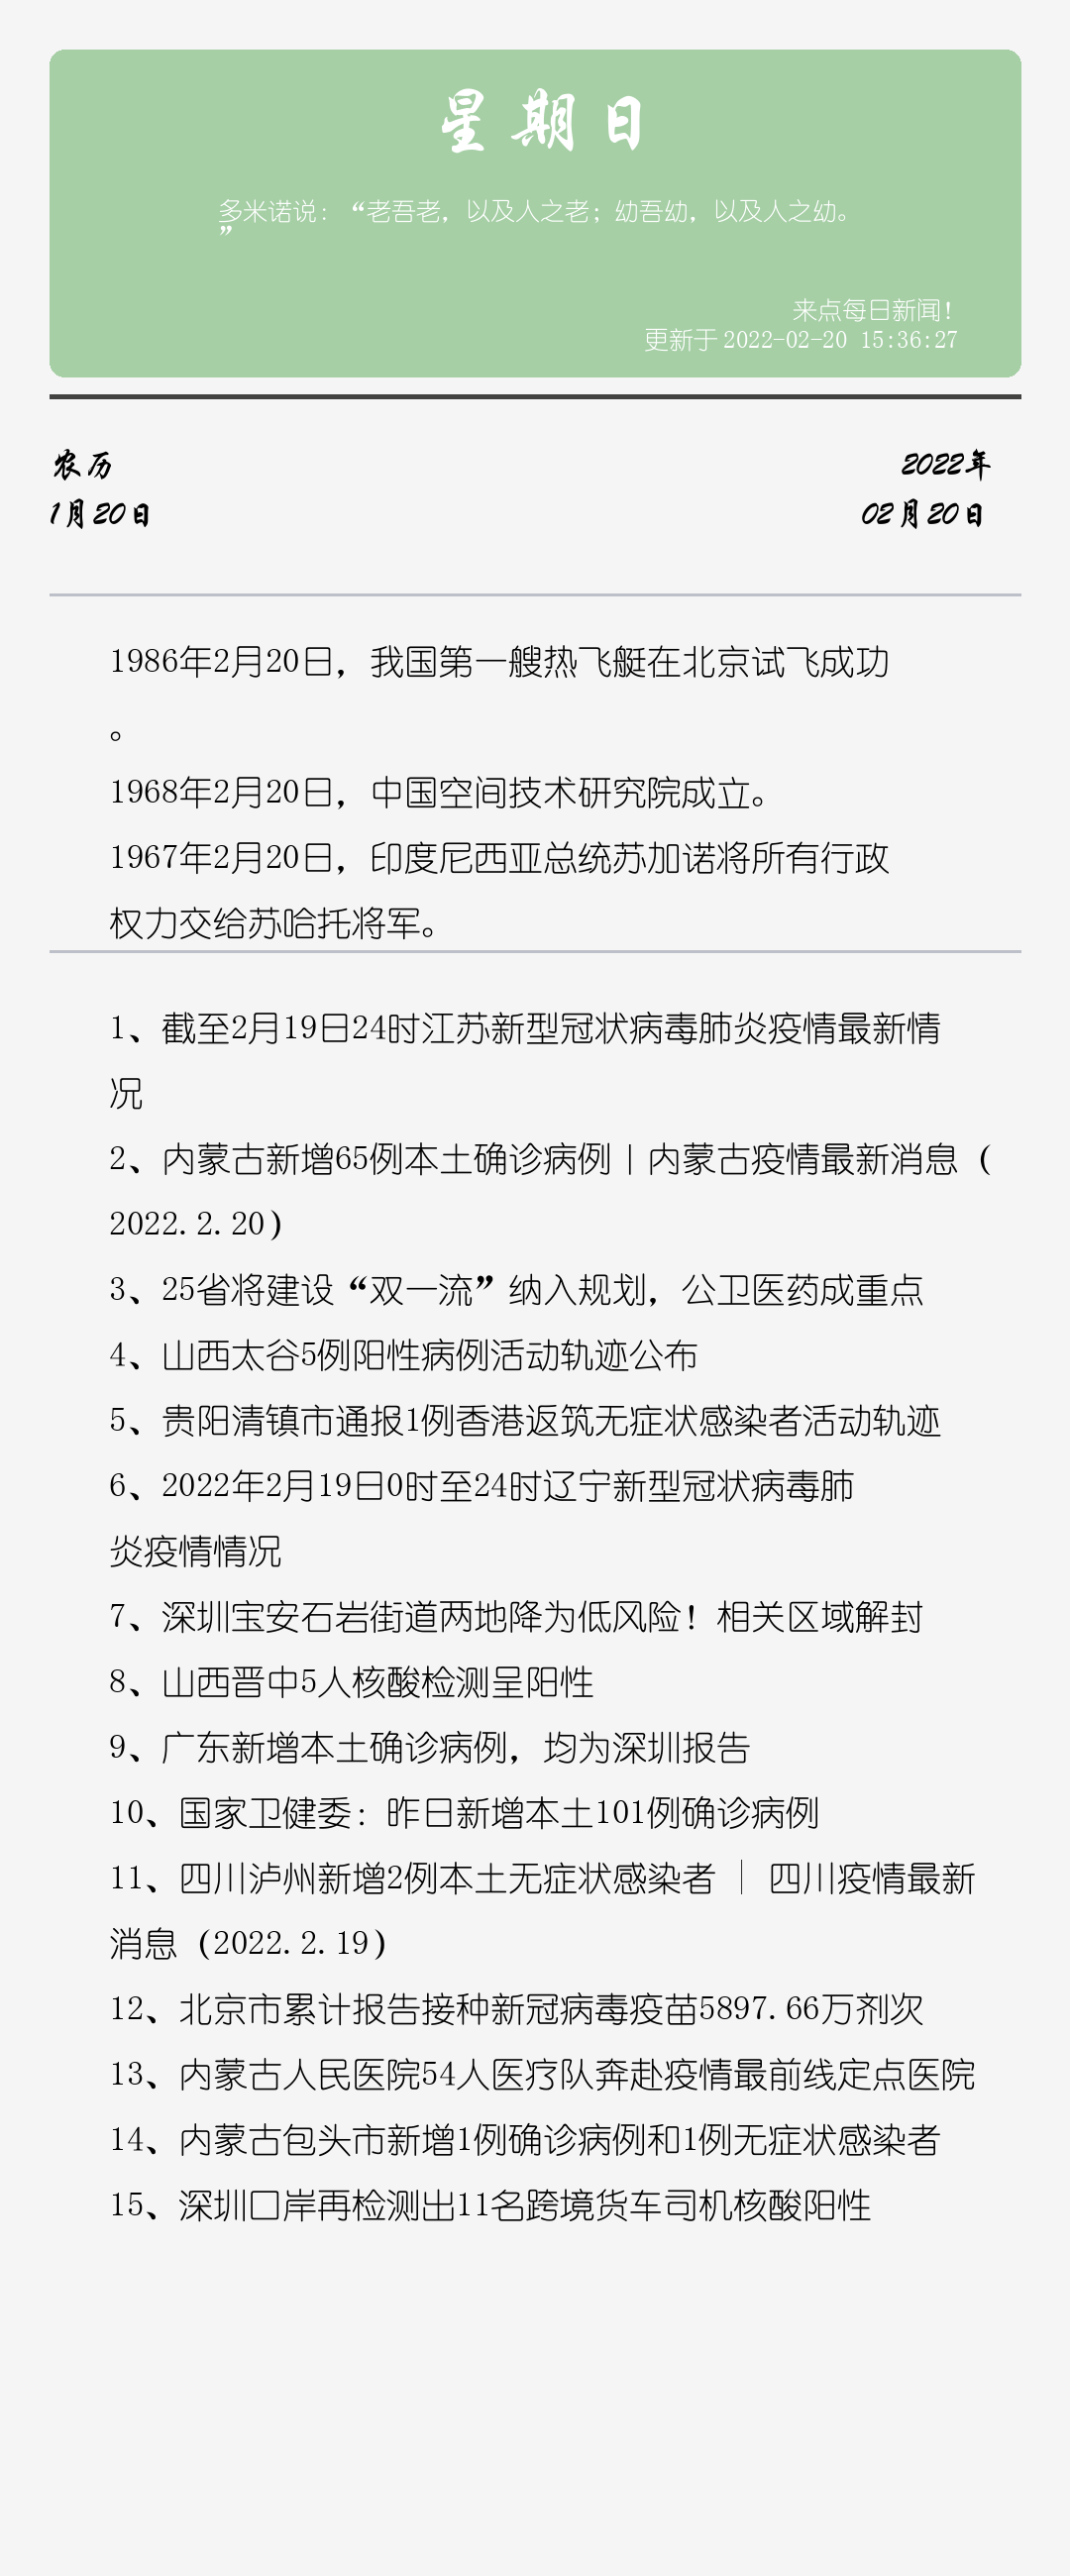 星期日
多米诺说：“老吾老，以及人之老；幼吾幼，以及人之幼。
”
来点每日新闻！
更新于2022-02-20 15:36:27
农历
2022年
1月20日
02月20日
1986年2月20日，我国第一艘热飞艇在北京试飞成功
。
1968年2月20日，中国空间技术研究院成立。
1967年2月20日，印度尼西亚总统苏加诺将所有行政
权力交给苏哈托将军。
1、截至2月19日24时江苏新型冠状病毒肺炎疫情最新情
况
2、内蒙古新增65例本土确诊病例丨内蒙古疫情最新消息（
2022.2.20）
3、25省将建设“双一流”纳入规划，公卫医药成重点
4、山西太谷5例阳性病例活动轨迹公布
5、贵阳清镇市通报1例香港返筑无症状感染者活动轨迹
6、2022年2月19日0时至24时辽宁新型冠状病毒肺
炎疫情情况
7、深圳宝安石岩街道两地降为低风险！相关区域解封
8、山西晋中5人核酸检测呈阳性
9、广东新增本土确诊病例，均为深圳报告
10、国家卫健委：昨日新增本土101例确诊病例
11、四川泸州新增2例本土无症状感染者 │ 四川疫情最新
消息（2022.2.19）
12、北京市累计报告接种新冠病毒疫苗5897.66万剂次
13、内蒙古人民医院54人医疗队奔赴疫情最前线定点医院
14、内蒙古包头市新增1例确诊病例和1例无症状感染者
15、深圳口岸再检测出11名跨境货车司机核酸阳性